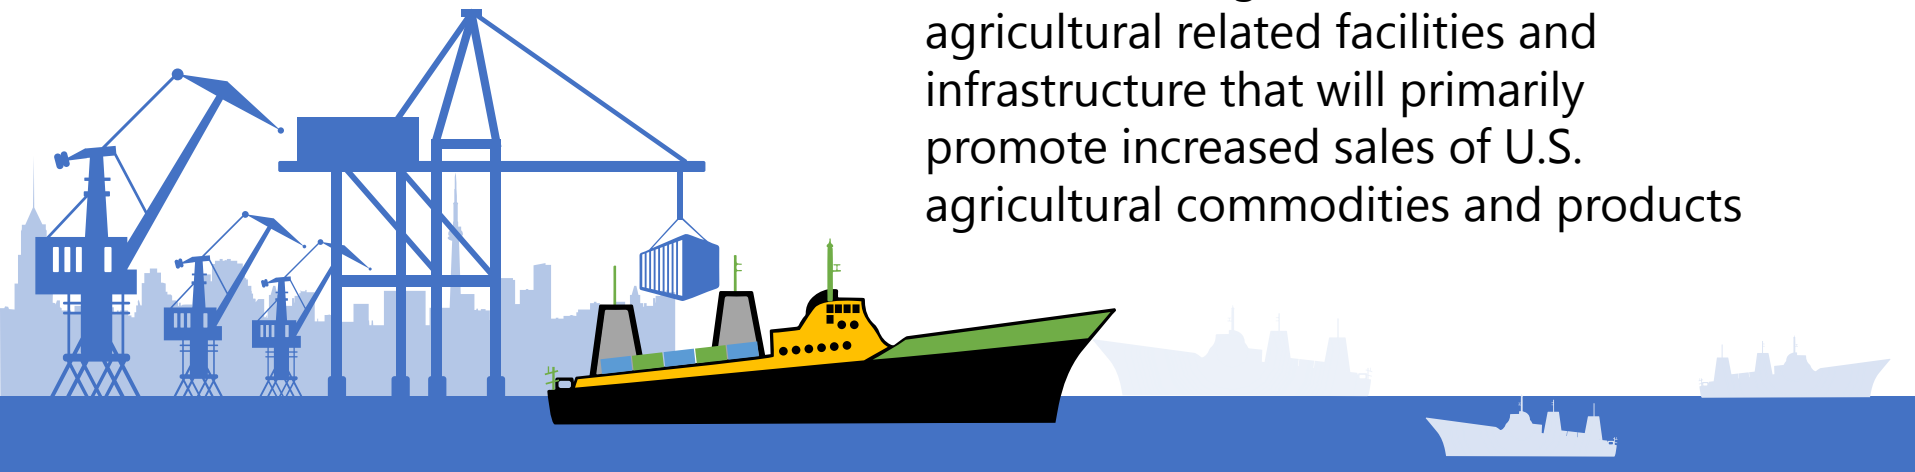 agricultural related facilities and
infrastructure that will primarily
promote increased sales of U.S.
agricultural commodities and products